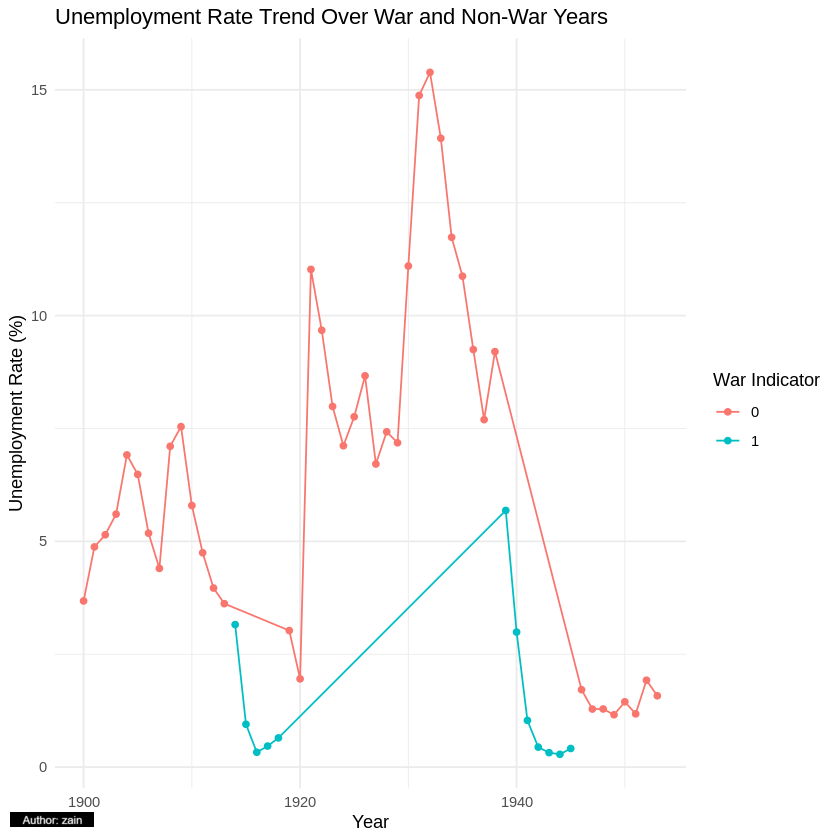 Unemployment Rate Trend Over War and Non-War Years
Unemployment Rate (%)
15
10
5
0
1900
1920
1940
Year
War Indicator
0
1
Author: zain